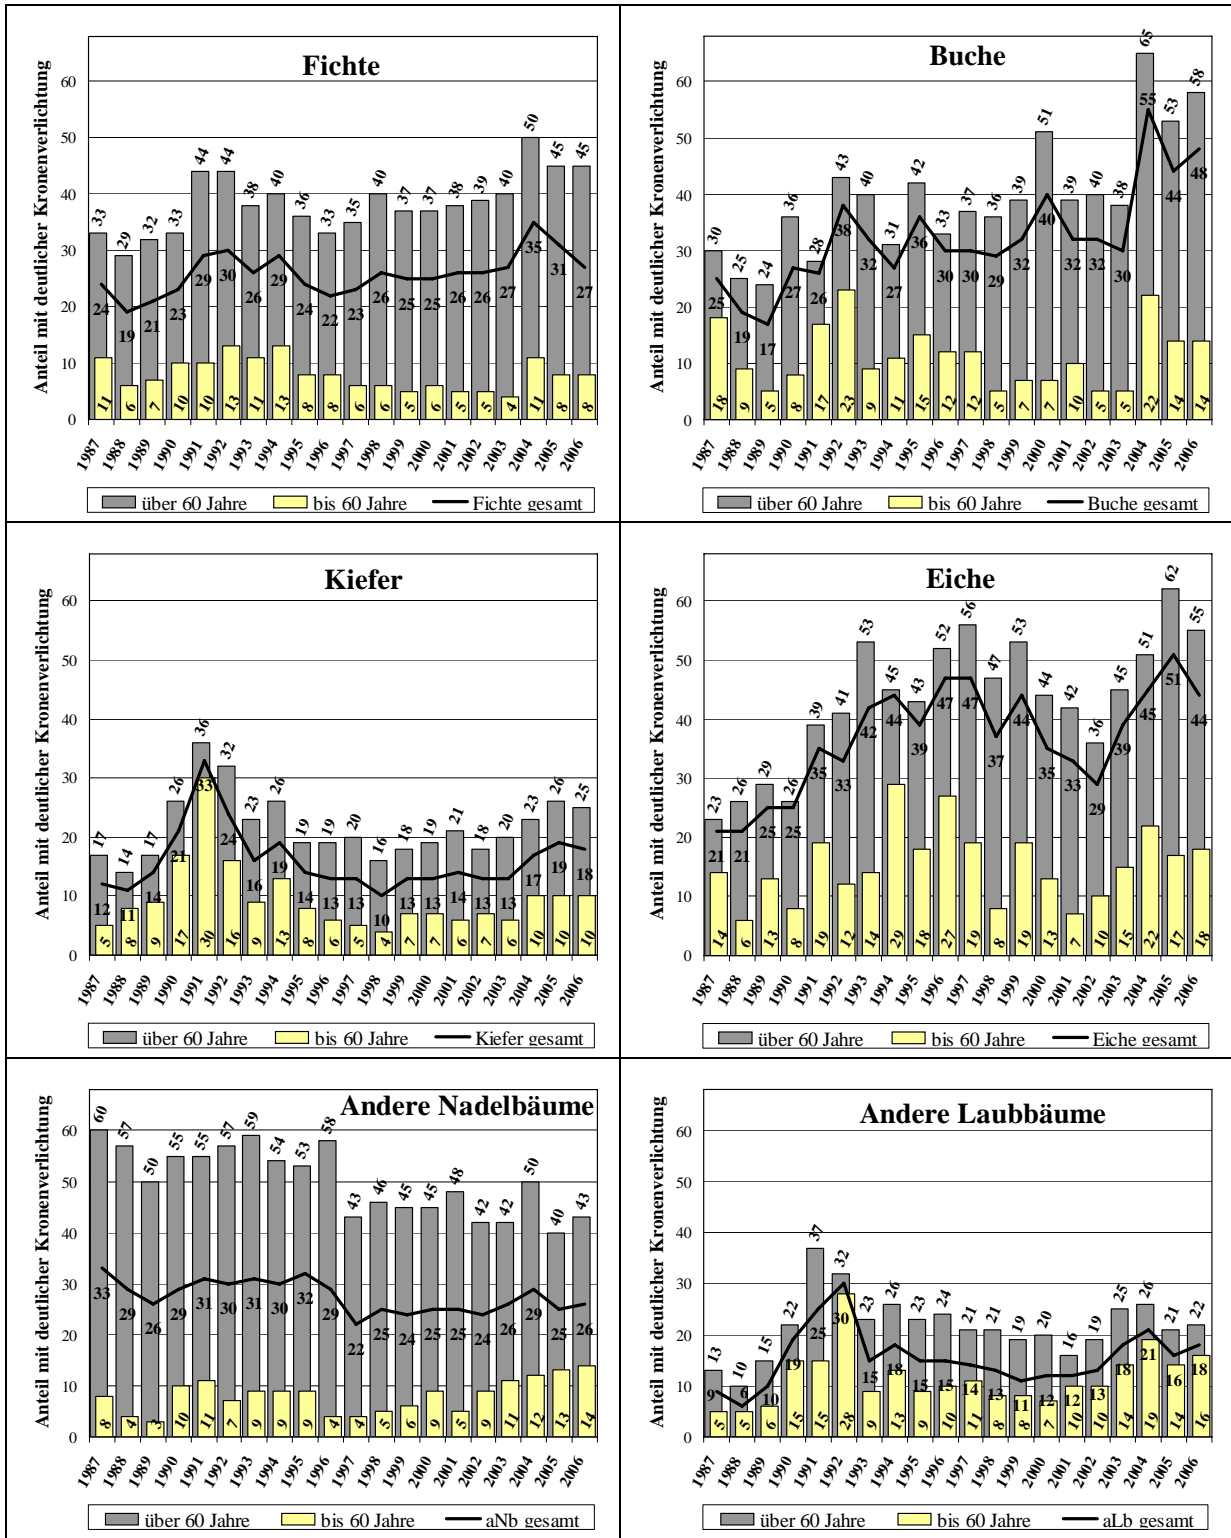 Fichte
Anteil mit deutlicher Kronenverlichtung
60
50
40
30
20
10
0
33 29 32 33 44 44 38 40 36 33 35 40 37 37 38 39 40 50 45 45
24 19 21 23 29 30 26 29 24 22 23 26 25 25 26 26 27 35 31 27
11 6 7 10 10 13 11 13 8 8 6 6 5 6 5 5 4 11 8 8
1987 1988 1989 1990 1991 1992 1993 1994 1995 1996 1997 1998 1999 2000 2001 2002 2003 2004 2005 2006
über 60 Jahre bis 60 Jahre Fichte gesamt
Buche
Anteil mit deutlicher Kronenverlichtung
60
50
40
30
20
10
0
30 25 24 36 28 43 40 31 42 33 37 36 39 51 39 40 38 65 53 58
25 19 17 27 26 38 32 27 36 30 30 29 32 40 32 32 30 55 44 48
18 9 5 8 17 23 9 11 15 12 12 5 7 7 10 5 5 22 14 14
1987 1988 1989 1990 1991 1992 1993 1994 1995 1996 1997 1998 1999 2000 2001 2002 2003 2004 2005 2006
über 60 Jahre bis 60 Jahre Buche gesamt
Kiefer
Anteil mit deutlicher Kronenverlichtung
60
50
40
30
20
10
0
17 14 17 26 36 32 23 26 19 19 20 16 18 19 21 18 20 23 26 25
12 11 14 21 33 24 16 19 14 13 13 10 13 13 14 13 13 17 19 18
5 8 9 17 30 16 9 13 8 6 5 4 7 7 6 7 6 10 10 10
1987 1988 1989 1990 1991 1992 1993 1994 1995 1996 1997 1998 1999 2000 2001 2002 2003 2004 2005 2006
über 60 Jahre bis 60 Jahre Kiefer gesamt
Eiche
Anteil mit deutlicher Kronenverlichtung
60
50
40
30
20
10
0
23 26 29 26 39 41 53 45 43 52 56 47 53 44 42 36 45 51 62 55
21 21 25 25 35 33 42 44 39 47 47 37 44 35 33 29 39 45 51 44
14 6 13 8 19 12 14 29 18 27 19 8 19 13 7 10 15 22 17 18
1987 1988 1989 1990 1991 1992 1993 1994 1995 1996 1997 1998 1999 2000 2001 2002 2003 2004 2005 2006
über 60 Jahre bis 60 Jahre Eiche gesamt
Andere Nadelbäume
Anteil mit deutlicher Kronenverlichtung
60
50
40
30
20
10
0
60 57 50 55 55 57 59 54 53 58 43 46 45 45 48 42 42 50 40 43
33 29 26 29 31 30 31 30 32 29 22 25 24 25 25 24 26 29 25 26
8 4 3 10 11 7 9 9 9 4 4 5 6 9 5 9 11 12 13 14
1987 1988 1989 1990 1991 1992 1993 1994 1995 1996 1997 1998 1999 2000 2001 2002 2003 2004 2005 2006
über 60 Jahre bis 60 Jahre aNb gesamt
Andere Laubbäume
Anteil mit deutlicher Kronenverlichtung
60
50
40
30
20
10
0
13 10 15 22 37 32 23 26 23 24 21 21 19 20 16 19 25 26 21 22
9 6 10 19 25 30 15 18 15 15 14 13 11 12 12 13 18 21 16 18
5 5 6 15 15 28 9 13 9 10 11 8 8 7 10 10 14 19 14 16
1987 1988 1989 1990 1991 1992 1993 1994 1995 1996 1997 1998 1999 2000 2001 2002 2003 2004 2005 2006
über 60 Jahre bis 60 Jahre aLb gesamt